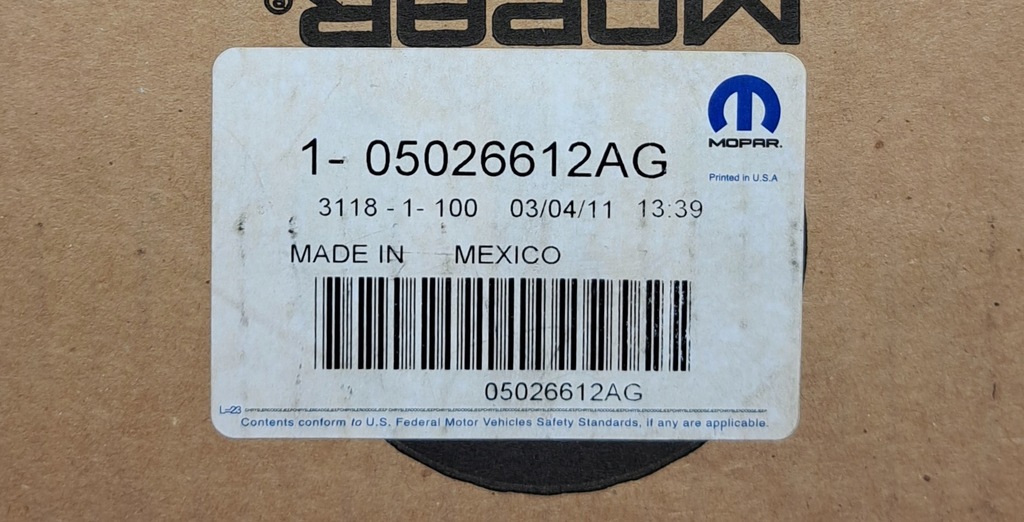 MOPAR®
MOPAR.
Printed in U.S.A
1- 05026612AG
3118 - 1- 100 03/04/11 13:39
MADE IN MEXICO
05026612AG
L=23
Contents conform to U.S. Federal Motor Vehicles Safety Standards, if any are applicable.